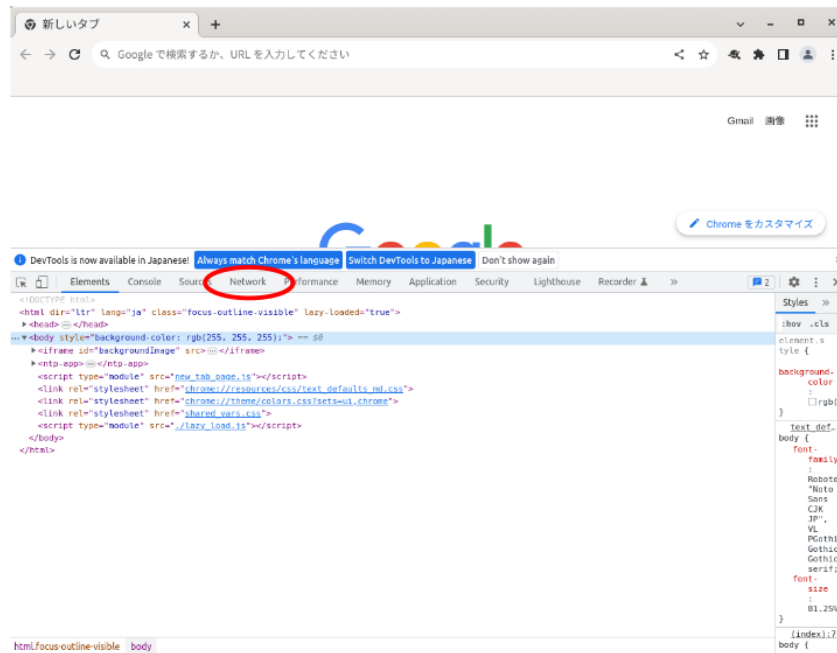 新しいタブ
Google で検索するか、URL を入力してください
Gmail 画像
Google
Chrome をカスタマイズ
DevTools is now available in Japanese! Always match Chrome's language Switch DevTools to Japanese Don't show again
Elements Console Sources Network Performance Memory Application Security Lighthouse Recorder » 2
<!DOCTYPE html>
<html dir="ltr" lang="ja" class="focus-outline-visible" lazy-loaded="true">
<head>…</head>
<body style="background-color: rgb(255, 255, 255);"> == $0
<iframe id="backgroundImage" src>…</iframe>
<ntp-app>…</ntp-app>
<script type="module" src="new_tab_page.js"></script>
<link rel="stylesheet" href="chrome://resources/css/text_defaults_md.css">
<link rel="stylesheet" href="chrome://theme/colors.css?sets=ui,chrome">
<link rel="stylesheet" href="shared_vars.css">
<script type="module" src="./lazy_load.js"></script>
</body>
</html>
html.focus-outline-visible body
Styles »
:hov .cls
element.s
tyle {
background-
color
:
rgb(
}
text_def…
body {
font-
family
:
Roboto
"Noto
Sans
CJK
JP",
VL
PGothi
Gothic
Gothic
serif;
font-
size
:
81.25%
}
(index):7
body {